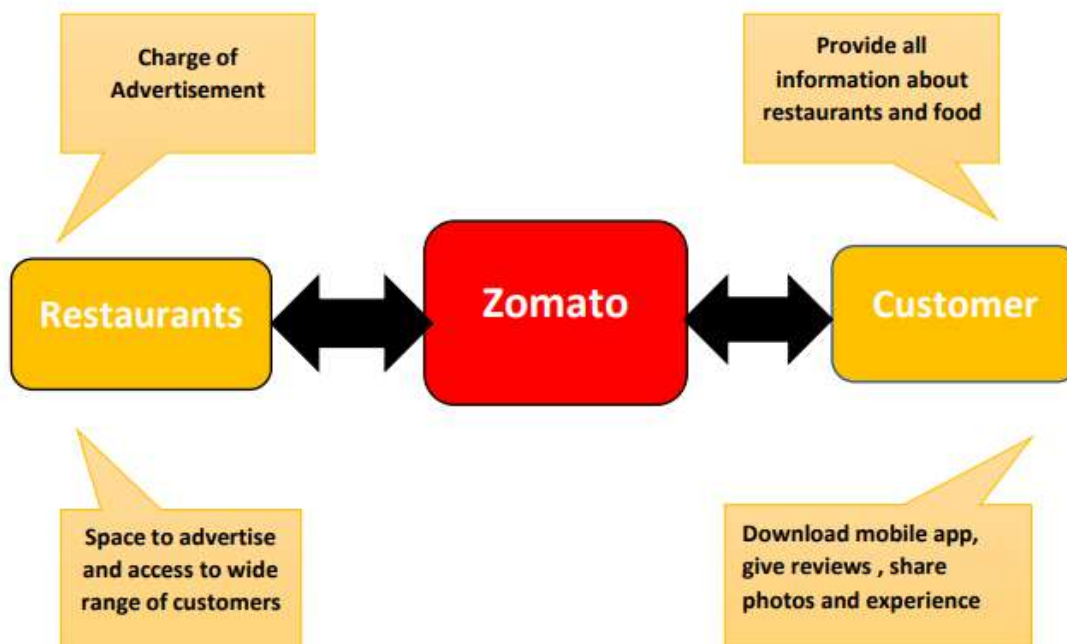 Charge of
Advertisement
Provide all
information about
restaurants and food
Restaurants
Zomato
Customer
Space to advertise
and access to wide
range of customers
Download mobile app,
give reviews , share
photos and experience